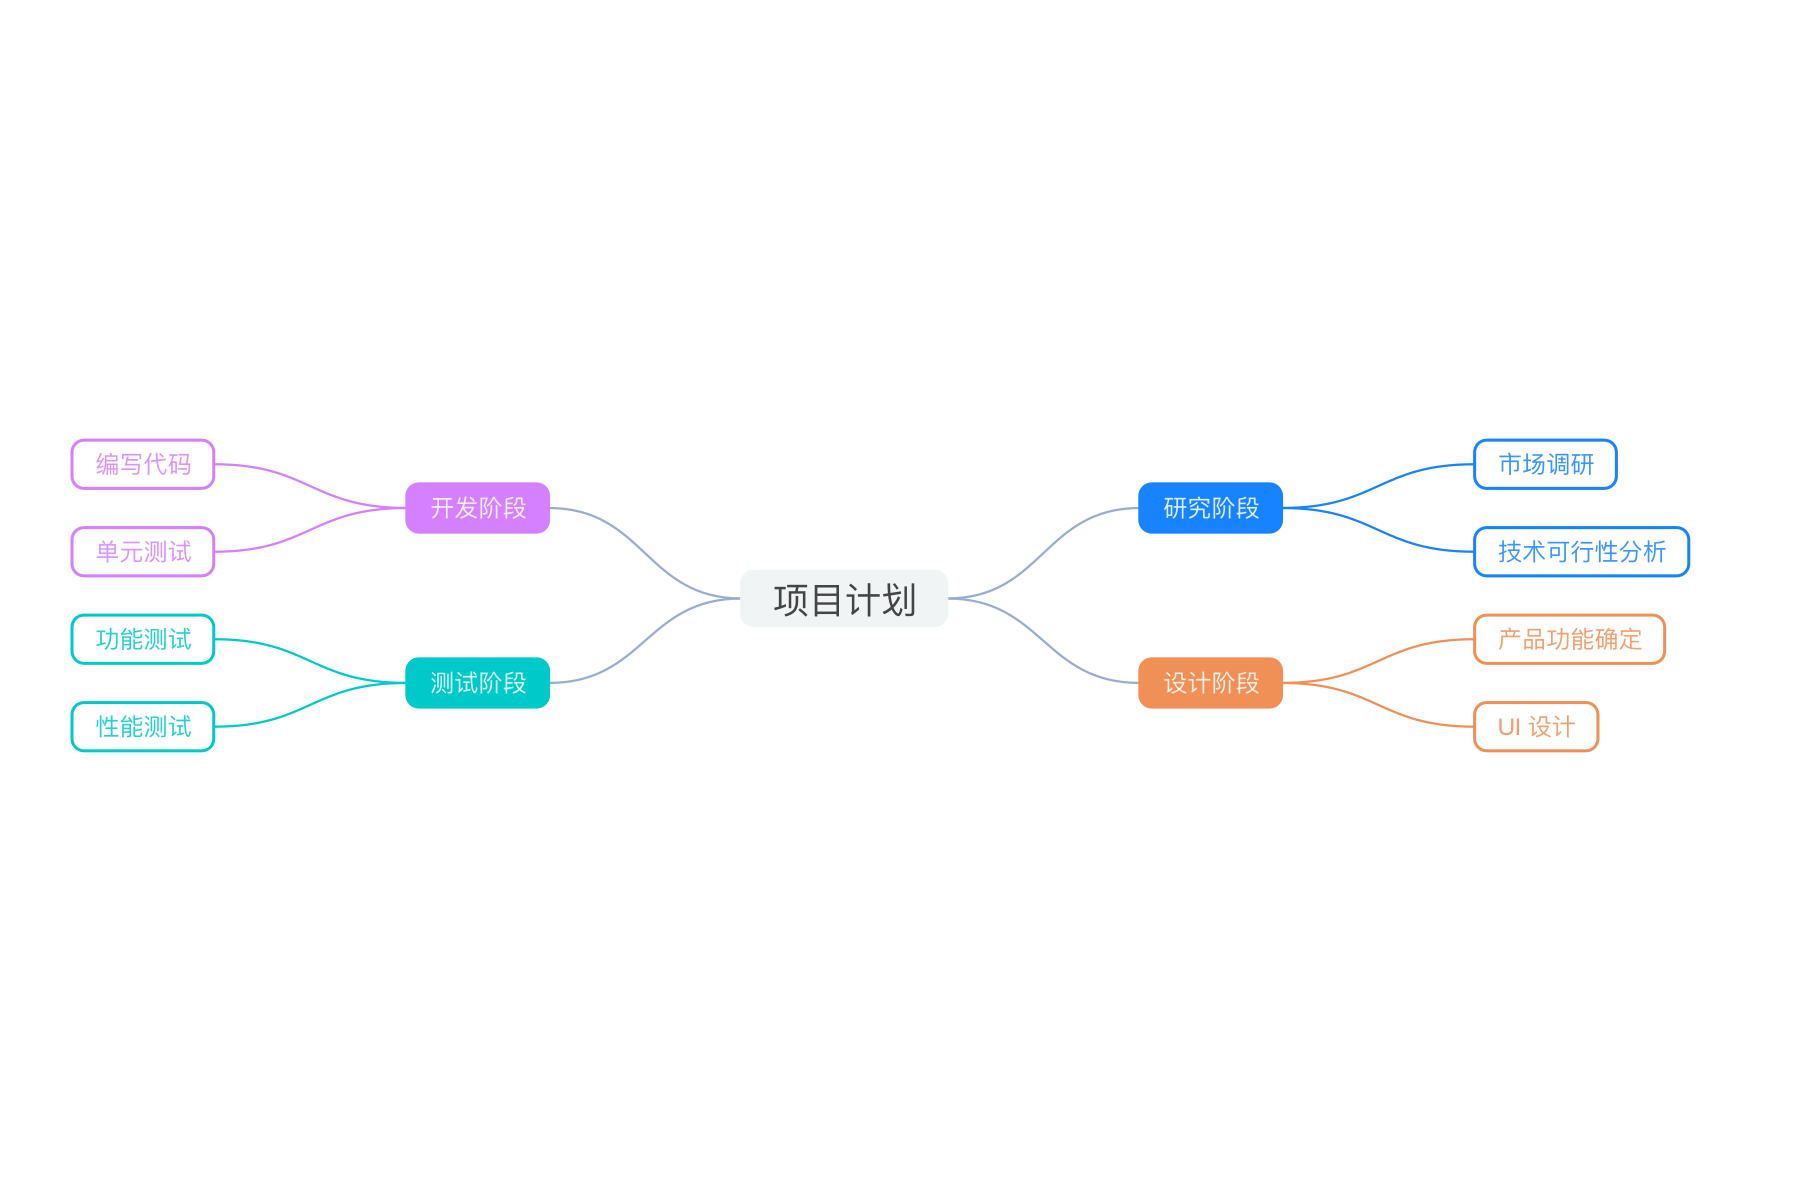 项目计划
研究阶段
市场调研
技术可行性分析
设计阶段
产品功能确定
UI 设计
开发阶段
编写代码
单元测试
测试阶段
功能测试
性能测试